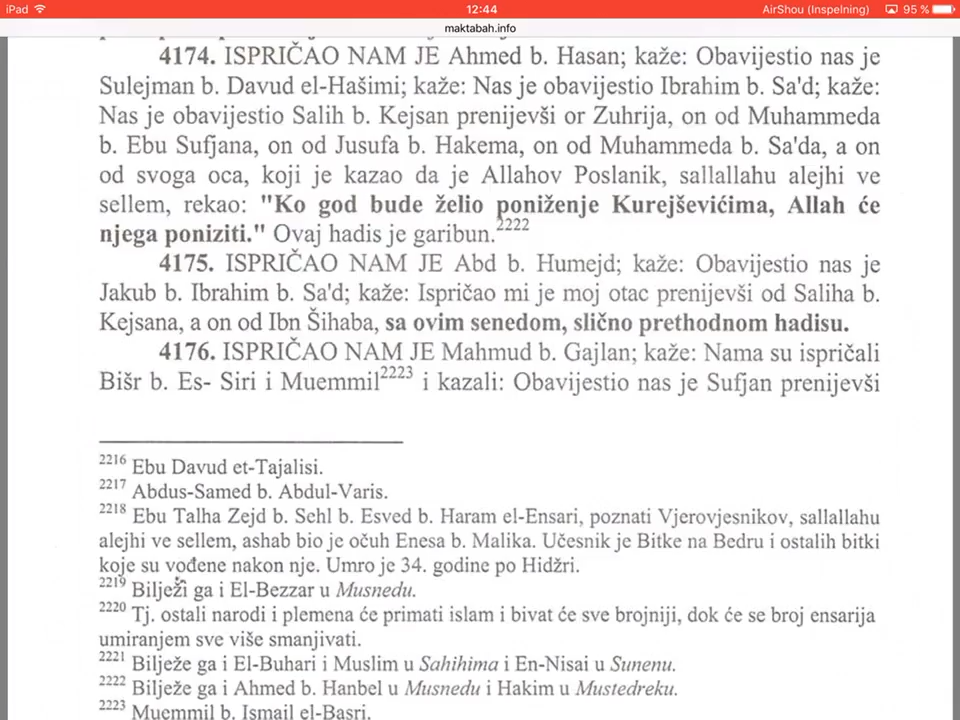 iPad 12:44 AirShou (Inspelning) 95 %
maktabah.info
4174. ISPRIČAO NAM JE Ahmed b. Hasan; kaže: Obavijestio nas je
Sulejman b. Davud el-Hašimi; kaže: Nas je obavijestio Ibrahim b. Sa'd; kaže:
Nas je obavijestio Salih b. Kejsan prenijevši or Zuhrija, on od Muhammeda
b. Ebu Sufjana, on od Jusufa b. Hakema, on od Muhammeda b. Sa'da, a on
od svoga oca, koji je kazao da je Allahov Poslanik, sallallahu alejhi ve
sellem, rekao: "Ko god bude želio poniženje Kurejševićima, Allah će
njega poniziti." Ovaj hadis je garibun.2222
4175. ISPRIČAO NAM JE Abd b. Humejd; kaže: Obavijestio nas je
Jakub b. Ibrahim b. Sa'd; kaže: Ispričao mi je moj otac prenijevši od Saliha b.
Kejsana, a on od Ibn Šihaba, sa ovim senedom, slično prethodnom hadisu.
4176. ISPRIČAO NAM JE Mahmud b. Gajlan; kaže: Nama su ispričali
Bišr b. Es- Siri i Muemmil2223 i kazali: Obavijestio nas je Sufjan prenijevši
2216 Ebu Davud et-Tajalisi.
2217 Abdus-Samed b. Abdul-Varis.
2218 Ebu Talha Zejd b. Sehl b. Esved b. Haram el-Ensari, poznati Vjerovjesnikov, sallallahu
alejhi ve sellem, ashab bio je očuh Enesa b. Malika. Učesnik je Bitke na Bedru i ostalih bitki
koje su vođene nakon nje. Umro je 34. godine po Hidžri.
2219 Bilježi ga i El-Bezzar u Musnedu.
2220 Tj. ostali narodi i plemena će primati islam i bivat će sve brojniji, dok će se broj ensarija
umiranjem sve više smanjivati.
2221 Bilježe ga i El-Buhari i Muslim u Sahihima i En-Nisai u Sunenu.
2222 Bilježe ga i Ahmed b. Hanbel u Musnedu i Hakim u Mustedreku.
2223 Muemmil b. Ismail el-Basri.